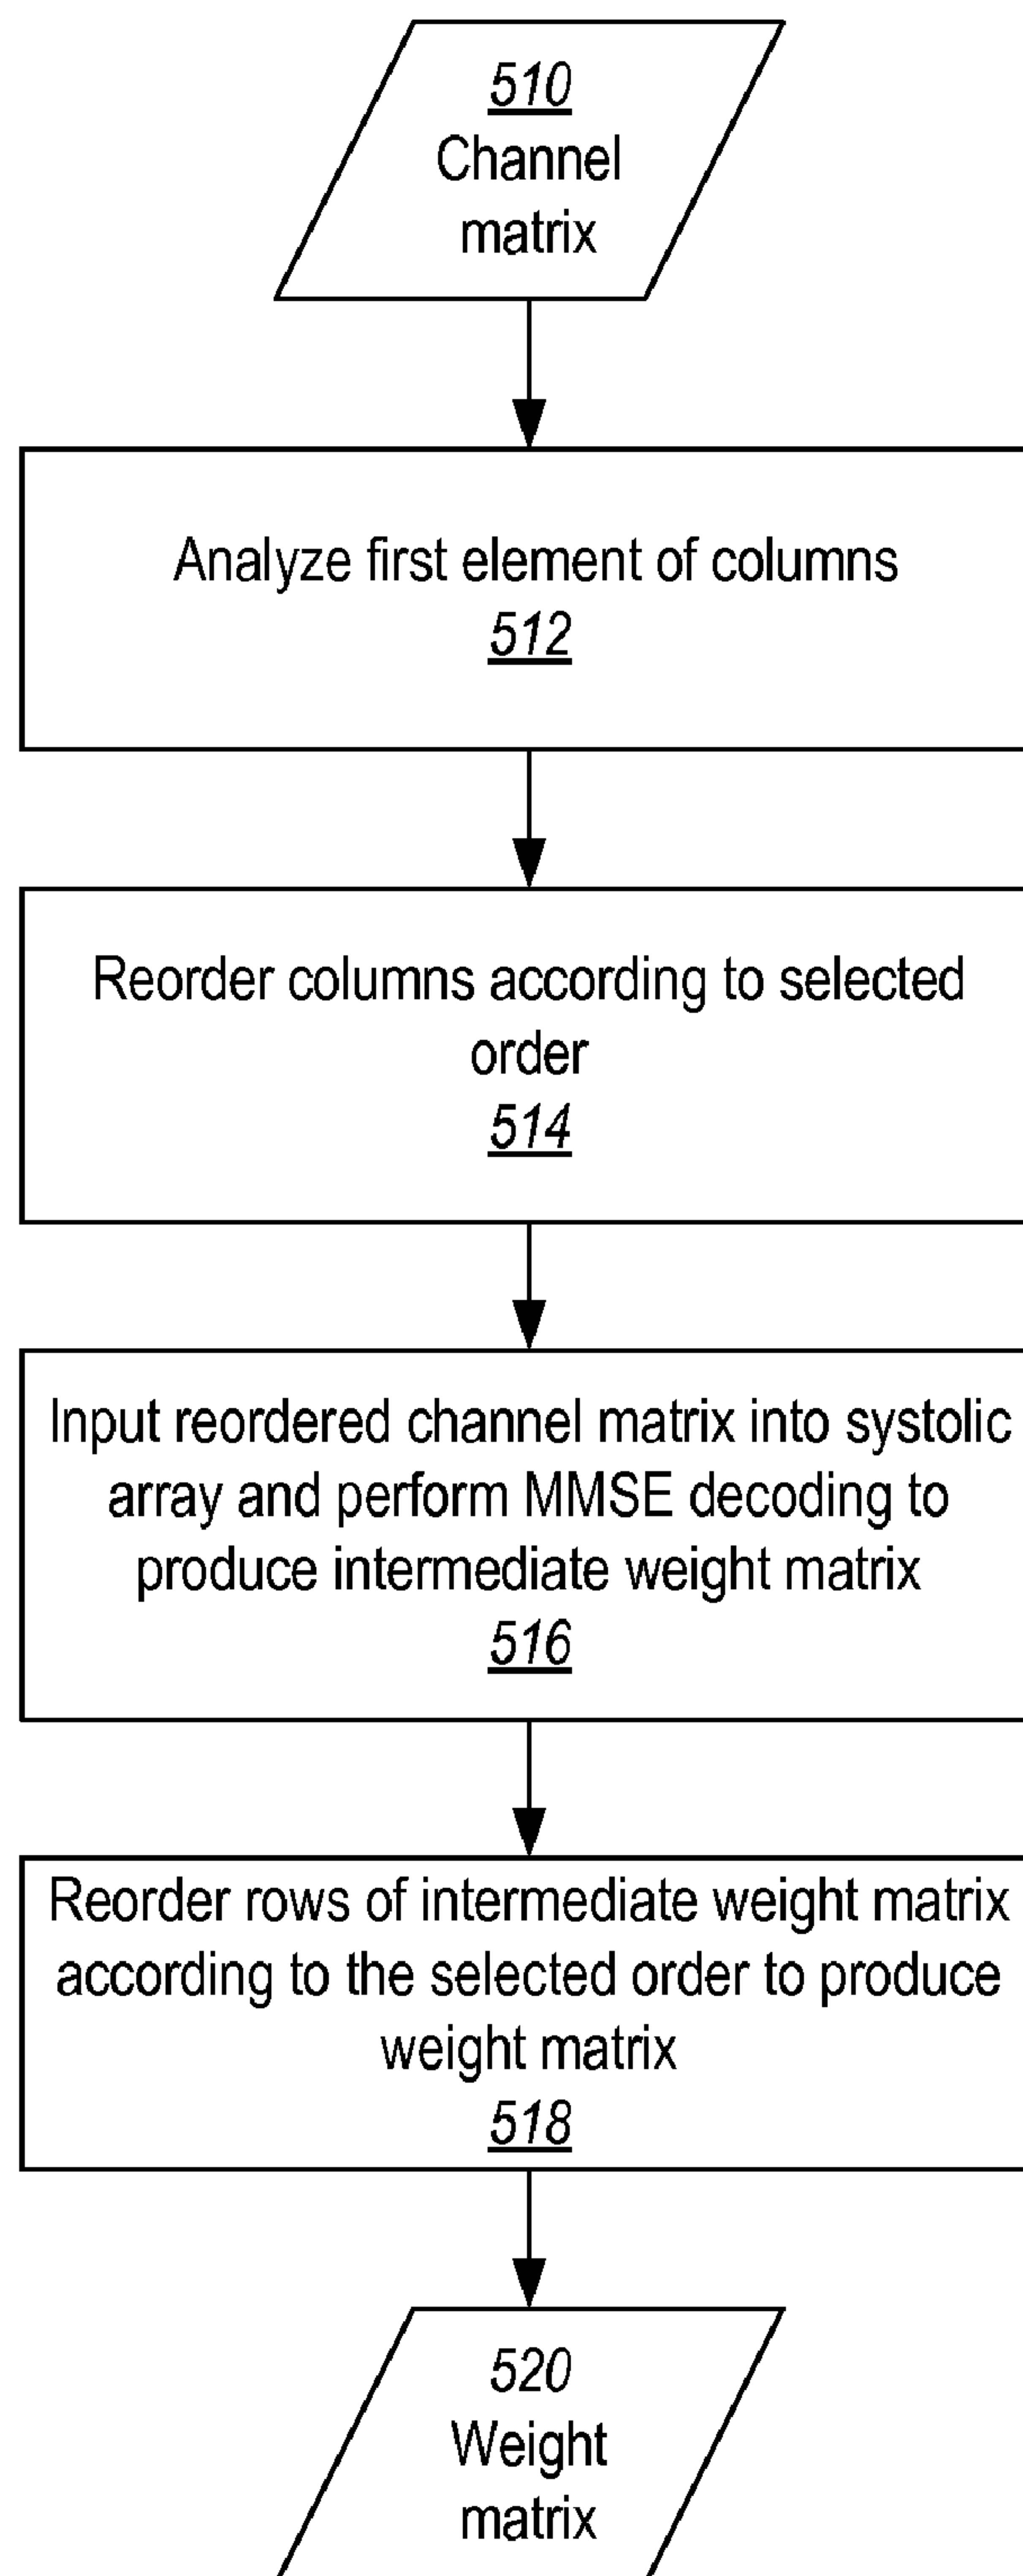 510
Channel
matrix
Analyze first element of columns
512
Reorder columns according to selected
order
514
Input reordered channel matrix into systolic
array and perform MMSE decoding to
produce intermediate weight matrix
516
Reorder rows of intermediate weight matrix
according to the selected order to produce
weight matrix
518
520
Weight
matrix